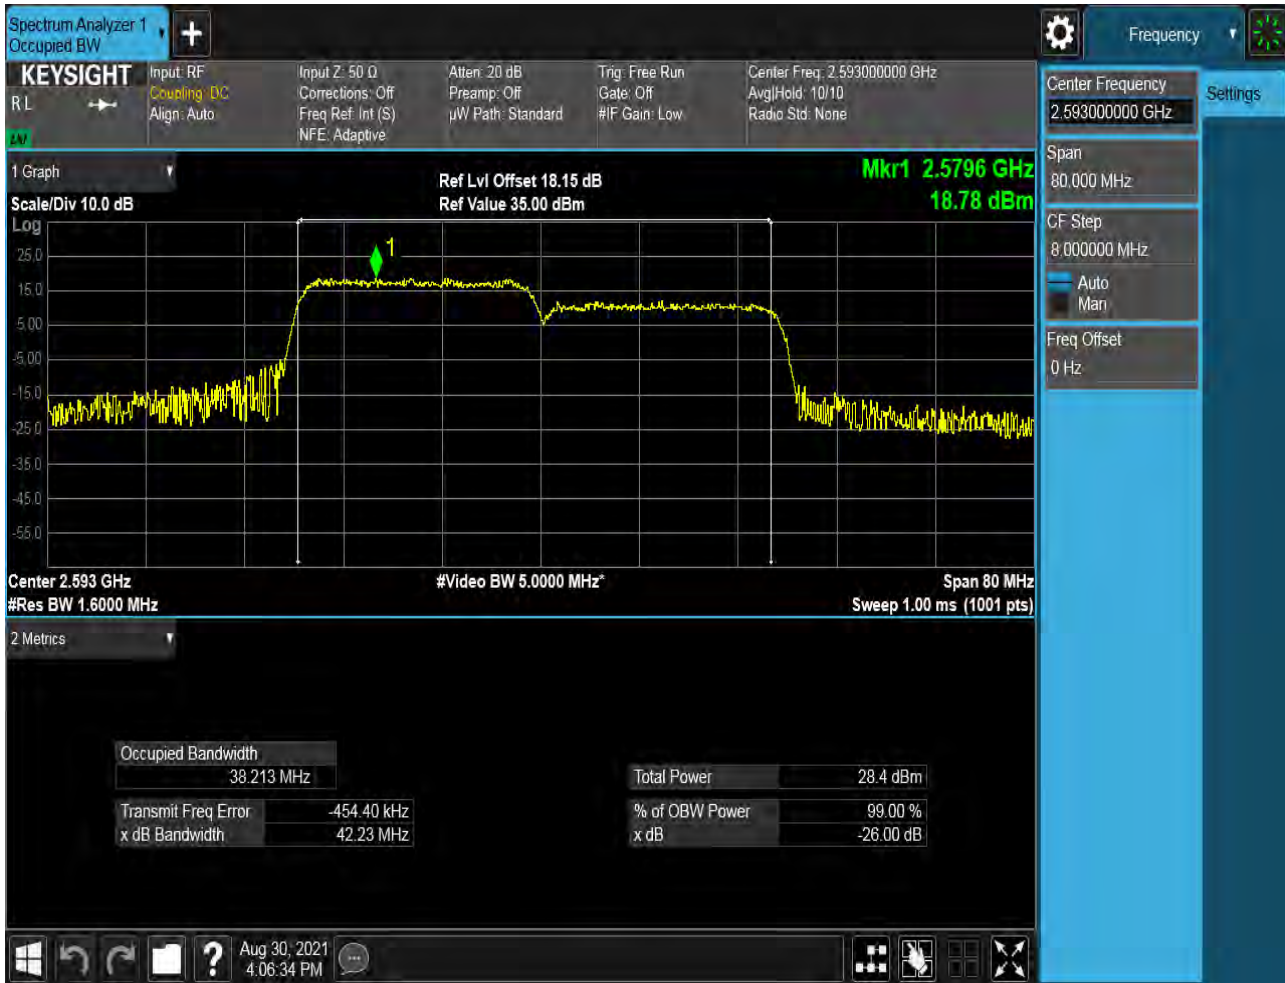 Spectrum Analyzer 1
Occupied BW
Frequency
KEYSIGHT
R L
Input: RF
Coupling: DC
Align: Auto
Input Z: 50 Ω
Corrections: Off
Freq Ref: Int (S)
NFE: Adaptive
Atten: 20 dB
Preamp: Off
µW Path: Standard
Trig: Free Run
Gate: Off
#IF Gain: Low
Center Freq: 2.593000000 GHz
Avg|Hold: 10/10
Radio Std: None
Center Frequency
2.593000000 GHz
Settings
Span
80.000 MHz
CF Step
8.000000 MHz
Auto
Man
Freq Offset
0 Hz
1 Graph
Scale/Div 10.0 dB
Ref Lvl Offset 18.15 dB
Ref Value 35.00 dBm
Mkr1 2.5796 GHz
18.78 dBm
Log
25.0
15.0
5.00
-5.00
-15.0
-25.0
-35.0
-45.0
-55.0
1
Center 2.593 GHz
#Video BW 5.0000 MHz*
Span 80 MHz
#Res BW 1.6000 MHz
Sweep 1.00 ms (1001 pts)
2 Metrics
Occupied Bandwidth
38.213 MHz
Transmit Freq Error -454.40 kHz
x dB Bandwidth 42.23 MHz
Total Power 28.4 dBm
% of OBW Power 99.00 %
x dB -26.00 dB
Aug 30, 2021
4:06:34 PM